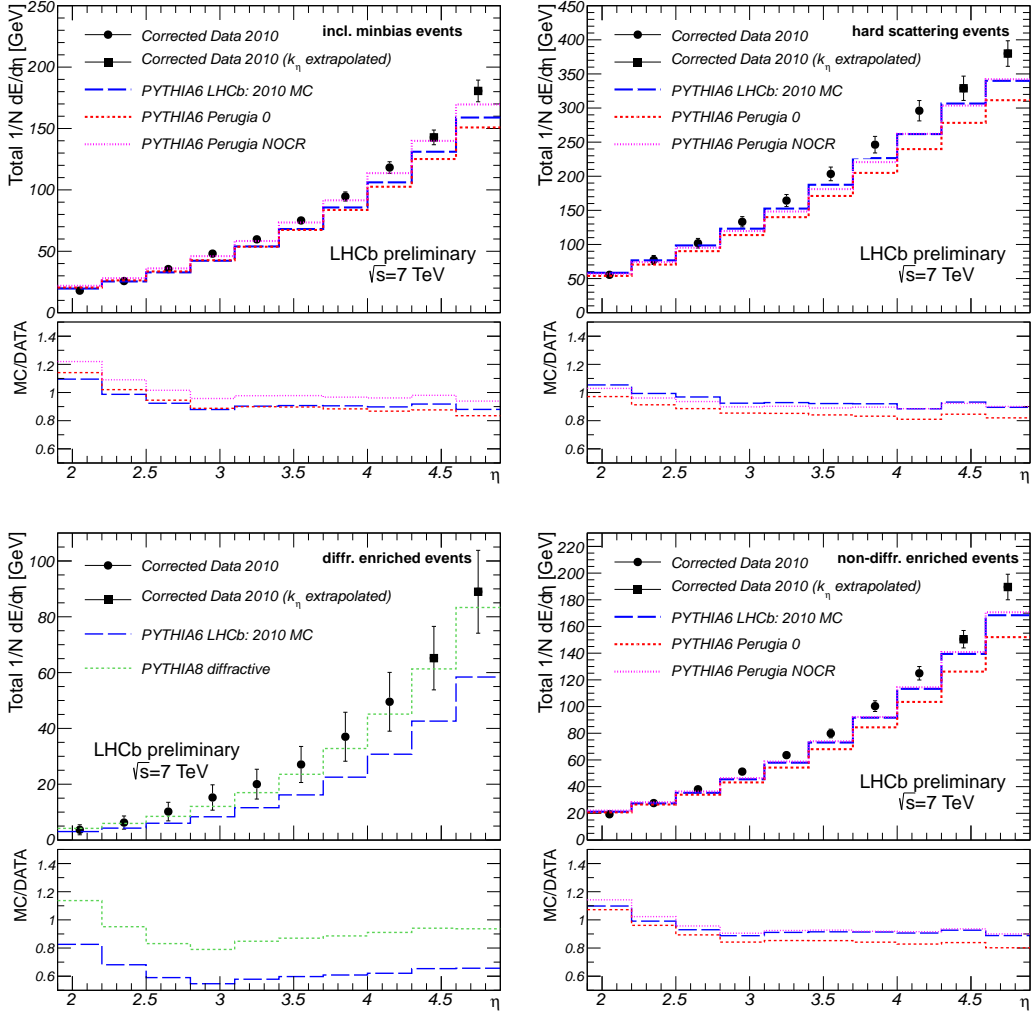 Total 1/N dE/dη [GeV]
250
200
150
100
50
0
incl. minbias events
Corrected Data 2010
Corrected Data 2010 (kη extrapolated)
PYTHIA6 LHCb: 2010 MC
PYTHIA6 Perugia 0
PYTHIA6 Perugia NOCR
LHCb preliminary
√s=7 TeV
MC/DATA
1.4
1.2
1
0.8
0.6
2 2.5 3 3.5 4 4.5 η
Total 1/N dE/dη [GeV]
450
400
350
300
250
200
150
100
50
0
hard scattering events
Corrected Data 2010
Corrected Data 2010 (kη extrapolated)
PYTHIA6 LHCb: 2010 MC
PYTHIA6 Perugia 0
PYTHIA6 Perugia NOCR
LHCb preliminary
√s=7 TeV
MC/DATA
1.4
1.2
1
0.8
0.6
2 2.5 3 3.5 4 4.5 η
Total 1/N dE/dη [GeV]
100
80
60
40
20
0
diffr. enriched events
Corrected Data 2010
Corrected Data 2010 (kη extrapolated)
PYTHIA6 LHCb: 2010 MC
PYTHIA8 diffractive
LHCb preliminary
√s=7 TeV
MC/DATA
1.4
1.2
1
0.8
0.6
2 2.5 3 3.5 4 4.5 η
Total 1/N dE/dη [GeV]
220
200
180
160
140
120
100
80
60
40
20
0
non-diffr. enriched events
Corrected Data 2010
Corrected Data 2010 (kη extrapolated)
PYTHIA6 LHCb: 2010 MC
PYTHIA6 Perugia 0
PYTHIA6 Perugia NOCR
LHCb preliminary
√s=7 TeV
MC/DATA
1.4
1.2
1
0.8
0.6
2 2.5 3 3.5 4 4.5 η